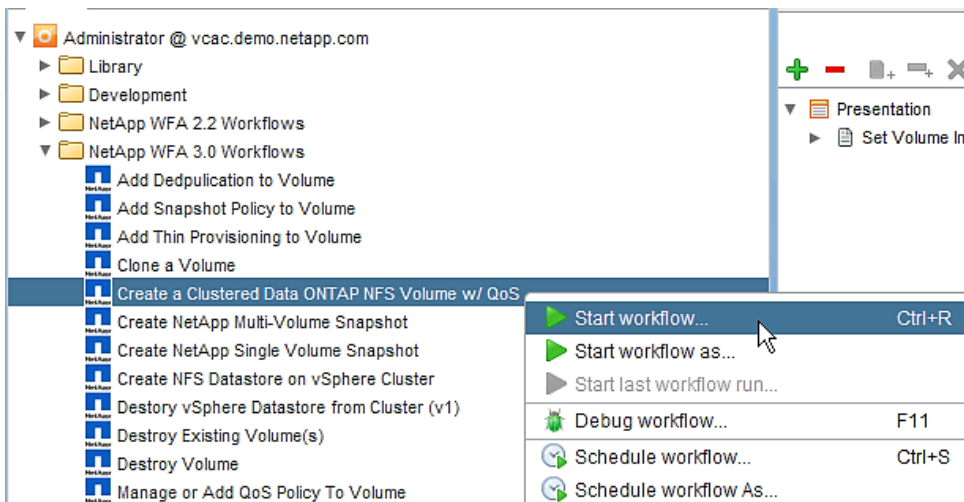 Administrator @ vcac.demo.netapp.com
Library
Development
NetApp WFA 2.2 Workflows
NetApp WFA 3.0 Workflows
Add Dedpulication to Volume
Add Snapshot Policy to Volume
Add Thin Provisioning to Volume
Clone a Volume
Create a Clustered Data ONTAP NFS Volume w/ QoS
Create NetApp Multi-Volume Snapshot
Create NetApp Single Volume Snapshot
Create NFS Datastore on vSphere Cluster
Destory vSphere Datastore from Cluster (v1)
Destroy Existing Volume(s)
Destroy Volume
Manage or Add QoS Policy To Volume
Presentation
Set Volume In
Start workflow... Ctrl+R
Start workflow as...
Start last workflow run...
Debug workflow... F11
Schedule workflow... Ctrl+S
Schedule workflow As...